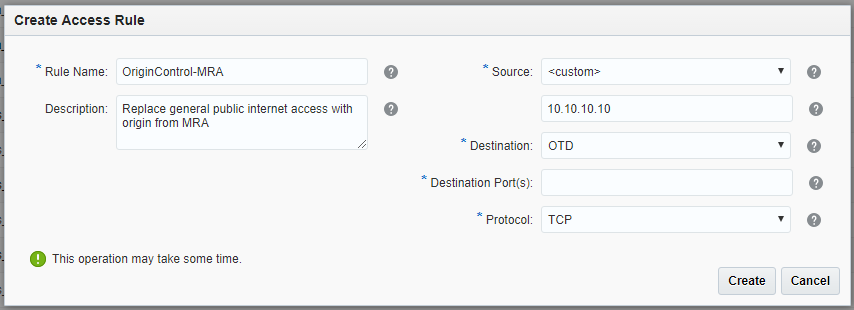 Create Access Rule
* Rule Name: OriginControl-MRA
Description: Replace general public internet access with
origin from MRA
* Source: <custom>
10.10.10.10
* Destination: OTD
* Destination Port(s):
* Protocol: TCP
This operation may take some time.
Create Cancel